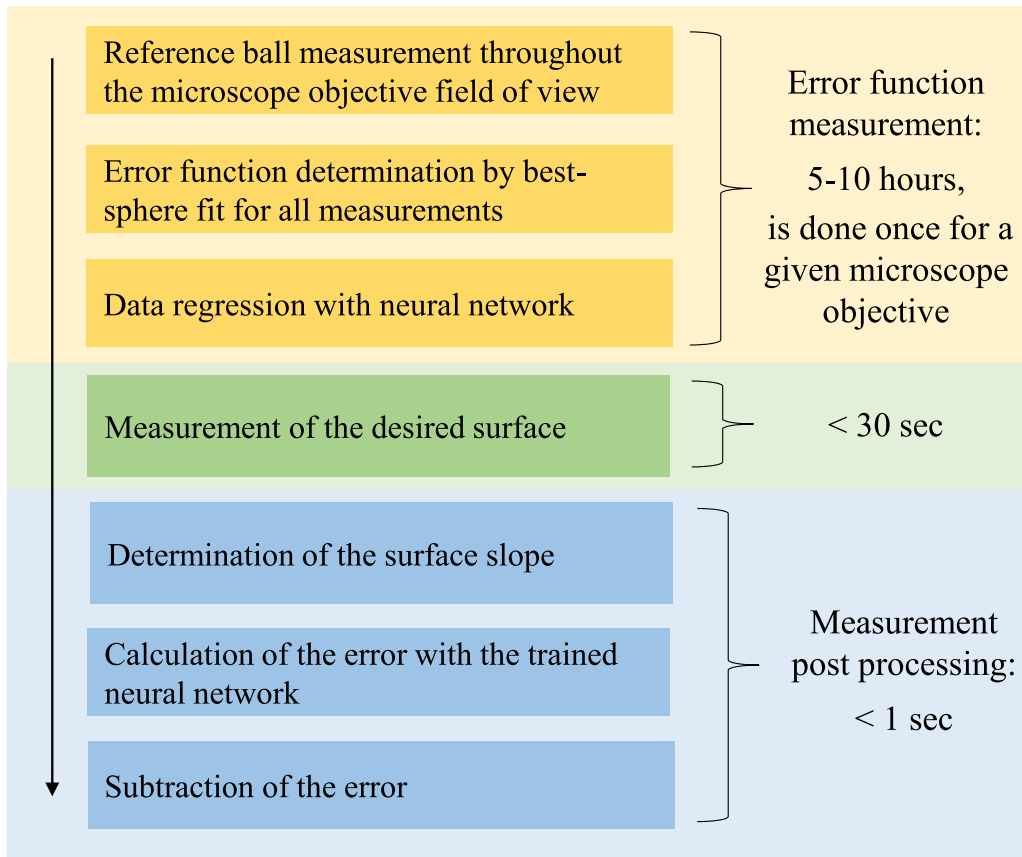 Reference ball measurement throughout
the microscope objective field of view
Error function determination by best-
sphere fit for all measurements
Data regression with neural network
Error function
measurement:
5-10 hours,
is done once for a
given microscope
objective
Measurement of the desired surface
< 30 sec
Determination of the surface slope
Calculation of the error with the trained
neural network
Subtraction of the error
Measurement
post processing:
< 1 sec